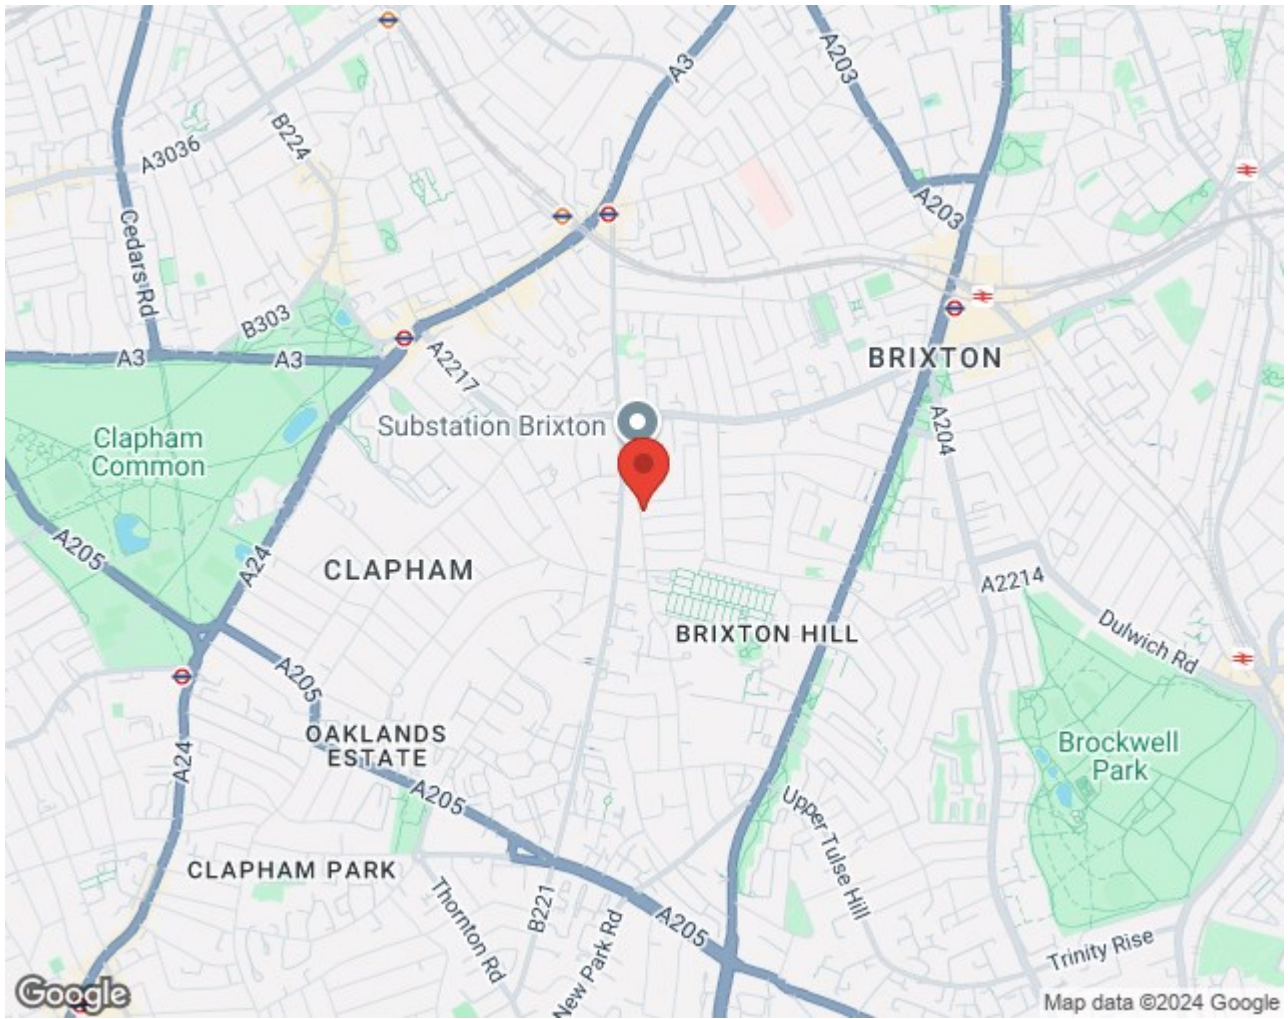 A3
A203
B224
A3036
A203
Cedars Rd
B303
A3
A3
A2217
BRIXTON
Substation Brixton
A204
Clapham
Common
A205
A24
CLAPHAM
A2214
Dulwich Rd
BRIXTON HILL
A205
OAKLANDS
ESTATE
A24
Brockwell
Park
A205
Upper Tulse Hill
CLAPHAM PARK
Thornton Rd
B221
New Park Rd
A205
Trinity Rise
Google
Map data ©2024 Google